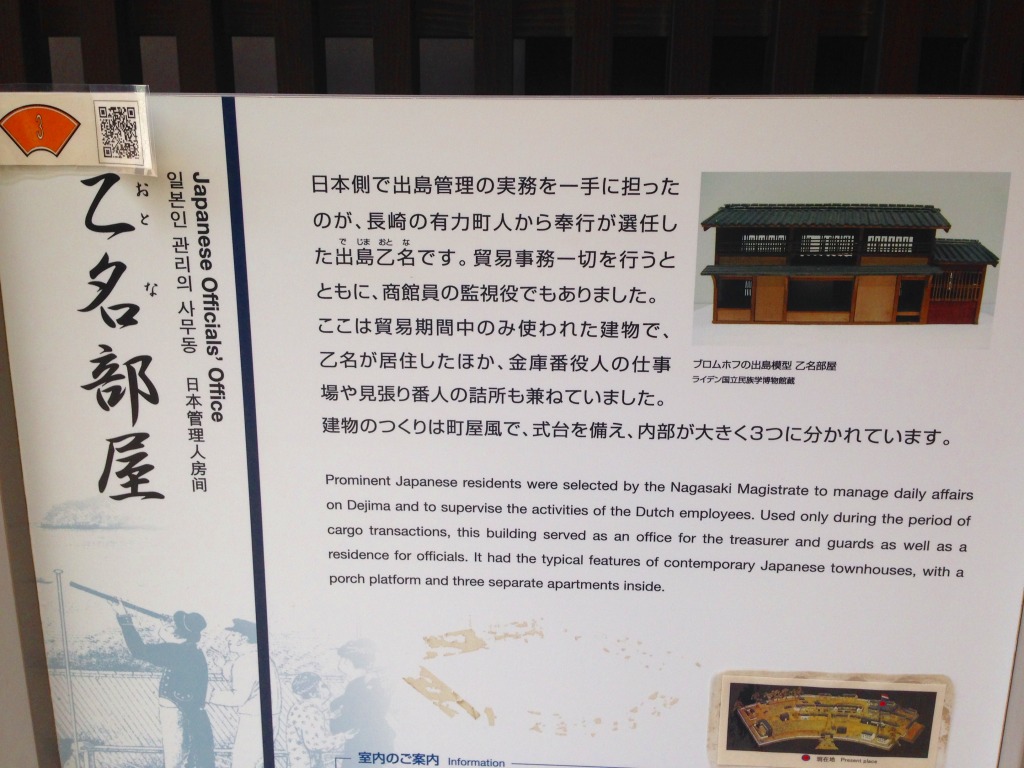 3
乙名部屋
おとな
Japanese Officials' Office
일본인 관리의 사무동
日本管理人房间
日本側で出島管理の実務を一手に担った
のが、長崎の有力町人から奉行が選任し
で じま おと な
た出島乙名です。貿易事務一切を行うと
ともに、商館員の監視役でもありました。
ここは貿易期間中のみ使われた建物で、
乙名が居住したほか、金庫番役人の仕事
場や見張り番人の詰所も兼ねていました。
建物のつくりは町屋風で、式台を備え、内部が大きく3つに分かれています。
ブロムホフの出島模型 乙名部屋
ライデン国立民族学博物館蔵
Prominent Japanese residents were selected by the Nagasaki Magistrate to manage daily affairs
on Dejima and to supervise the activities of the Dutch employees. Used only during the period of
cargo transactions, this building served as an office for the treasurer and guards as well as a
residence for officials. It had the typical features of contemporary Japanese townhouses, with a
porch platform and three separate apartments inside.
現在地 Present place
室内のご案内 Information